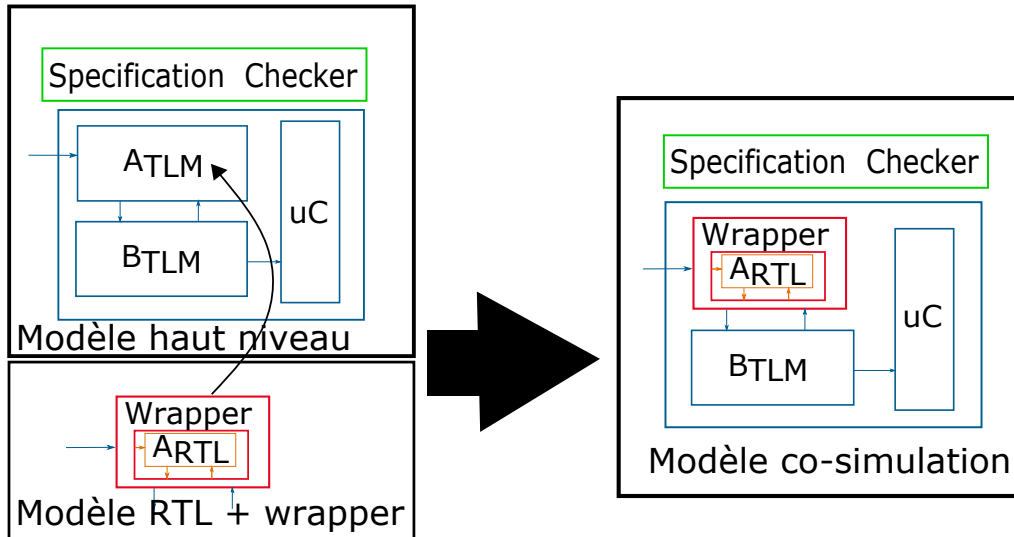 Specification Checker
ATLM
uC
BTLM
Modèle haut niveau
Wrapper
ARTL
Modèle RTL + wrapper
Specification Checker
Wrapper
ARTL
uC
BTLM
Modèle co-simulation